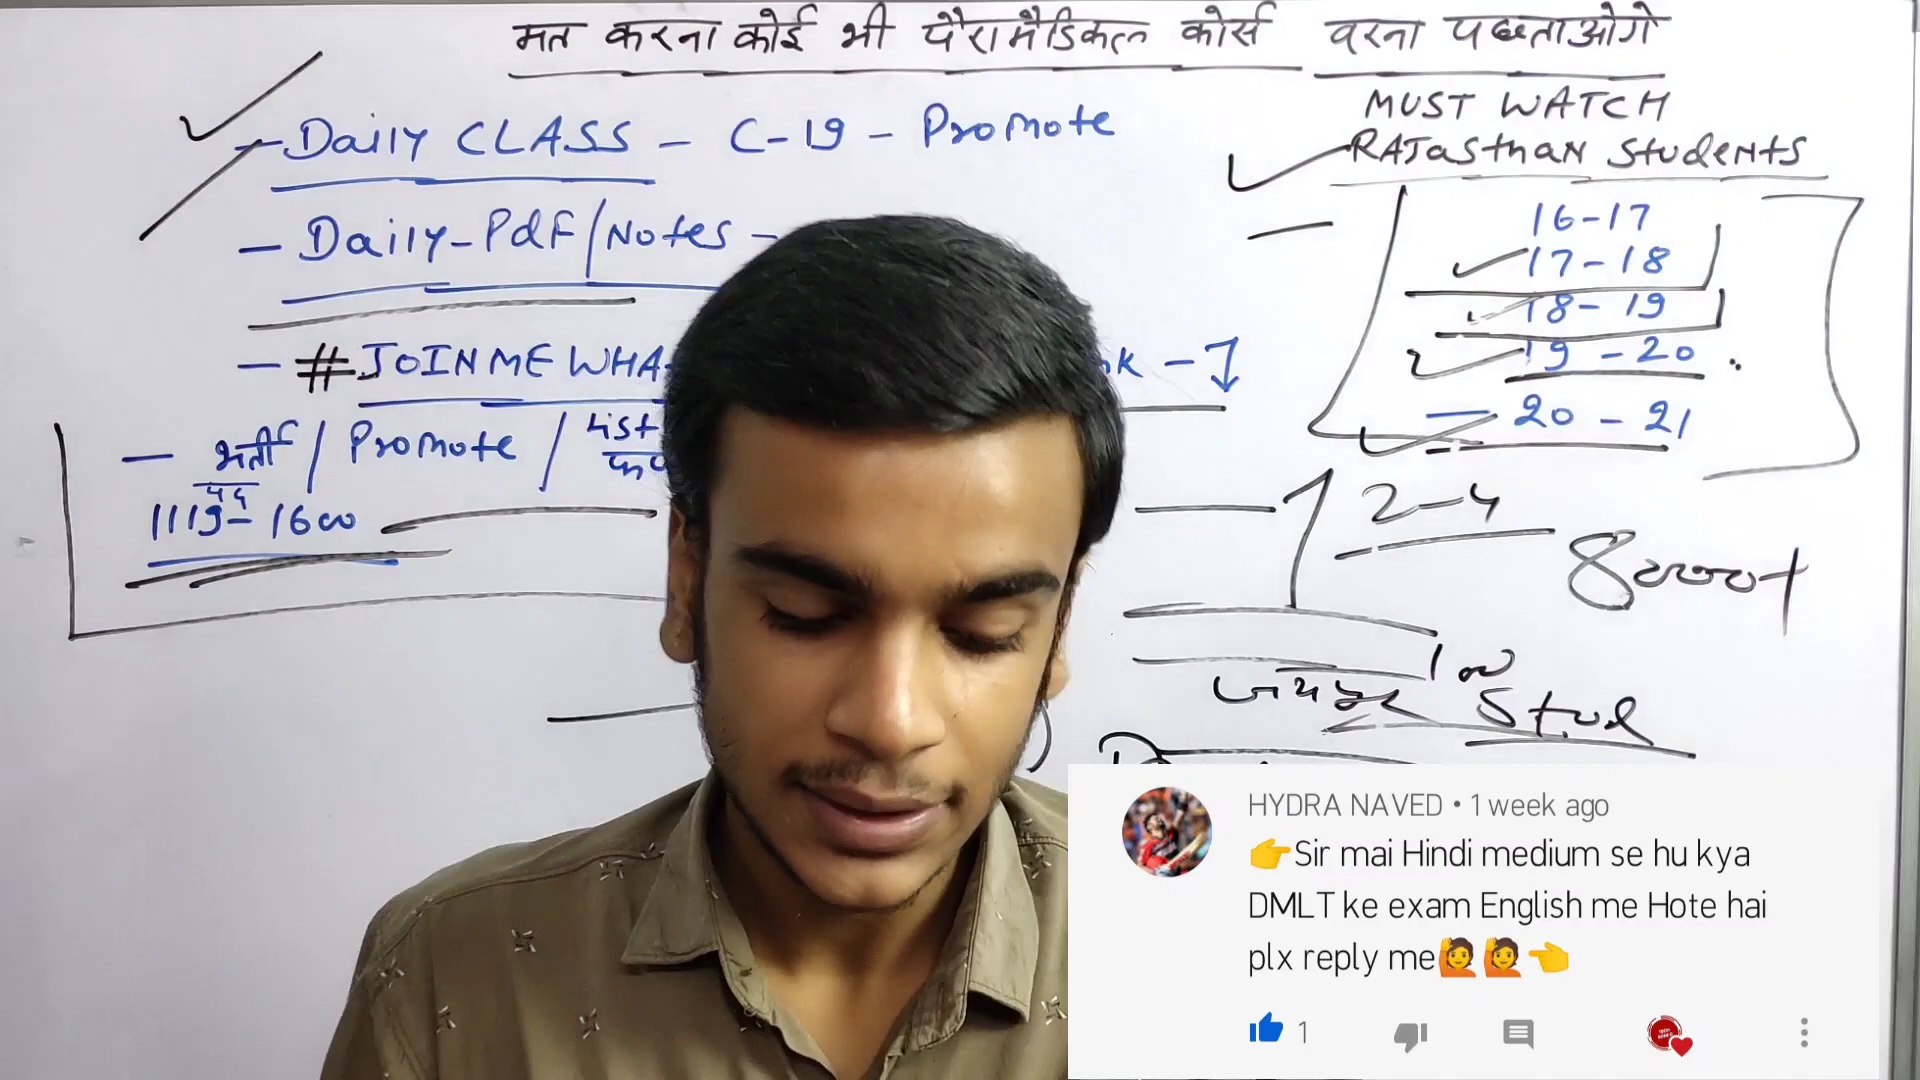 मत करना कोई भी पैरामैडिकल कोर्स वरना पछताओगे
MUST WATCH
RAJasthaN StudeNts
- Daily CLASS - C-19 - Promote
- Daily-Pdf/Notes -
- # JOIN ME WHA
- भर्ती / Promote / List
पद
1119- 1600
16-17
17-18
18-19
19-20
20-21
2-4
80000+
Stud
HYDRA NAVED • 1 week ago
👉Sir mai Hindi medium se hu kya
DMLT ke exam English me Hote hai
plx reply me🙋🙋👈
1